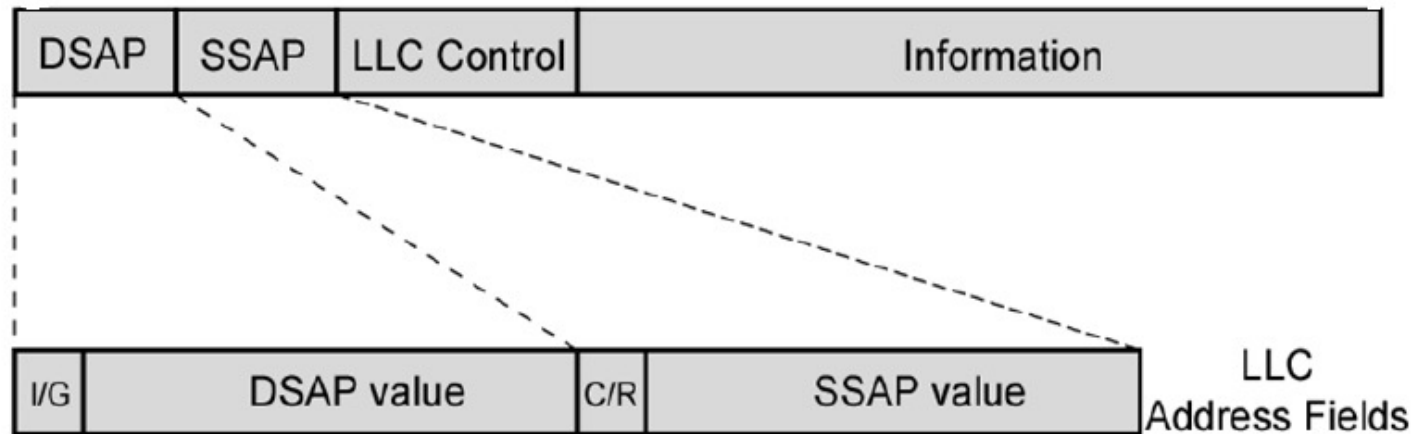 DSAP SSAP LLC Control Information
I/G DSAP value C/R SSAP value LLC
Address Fields